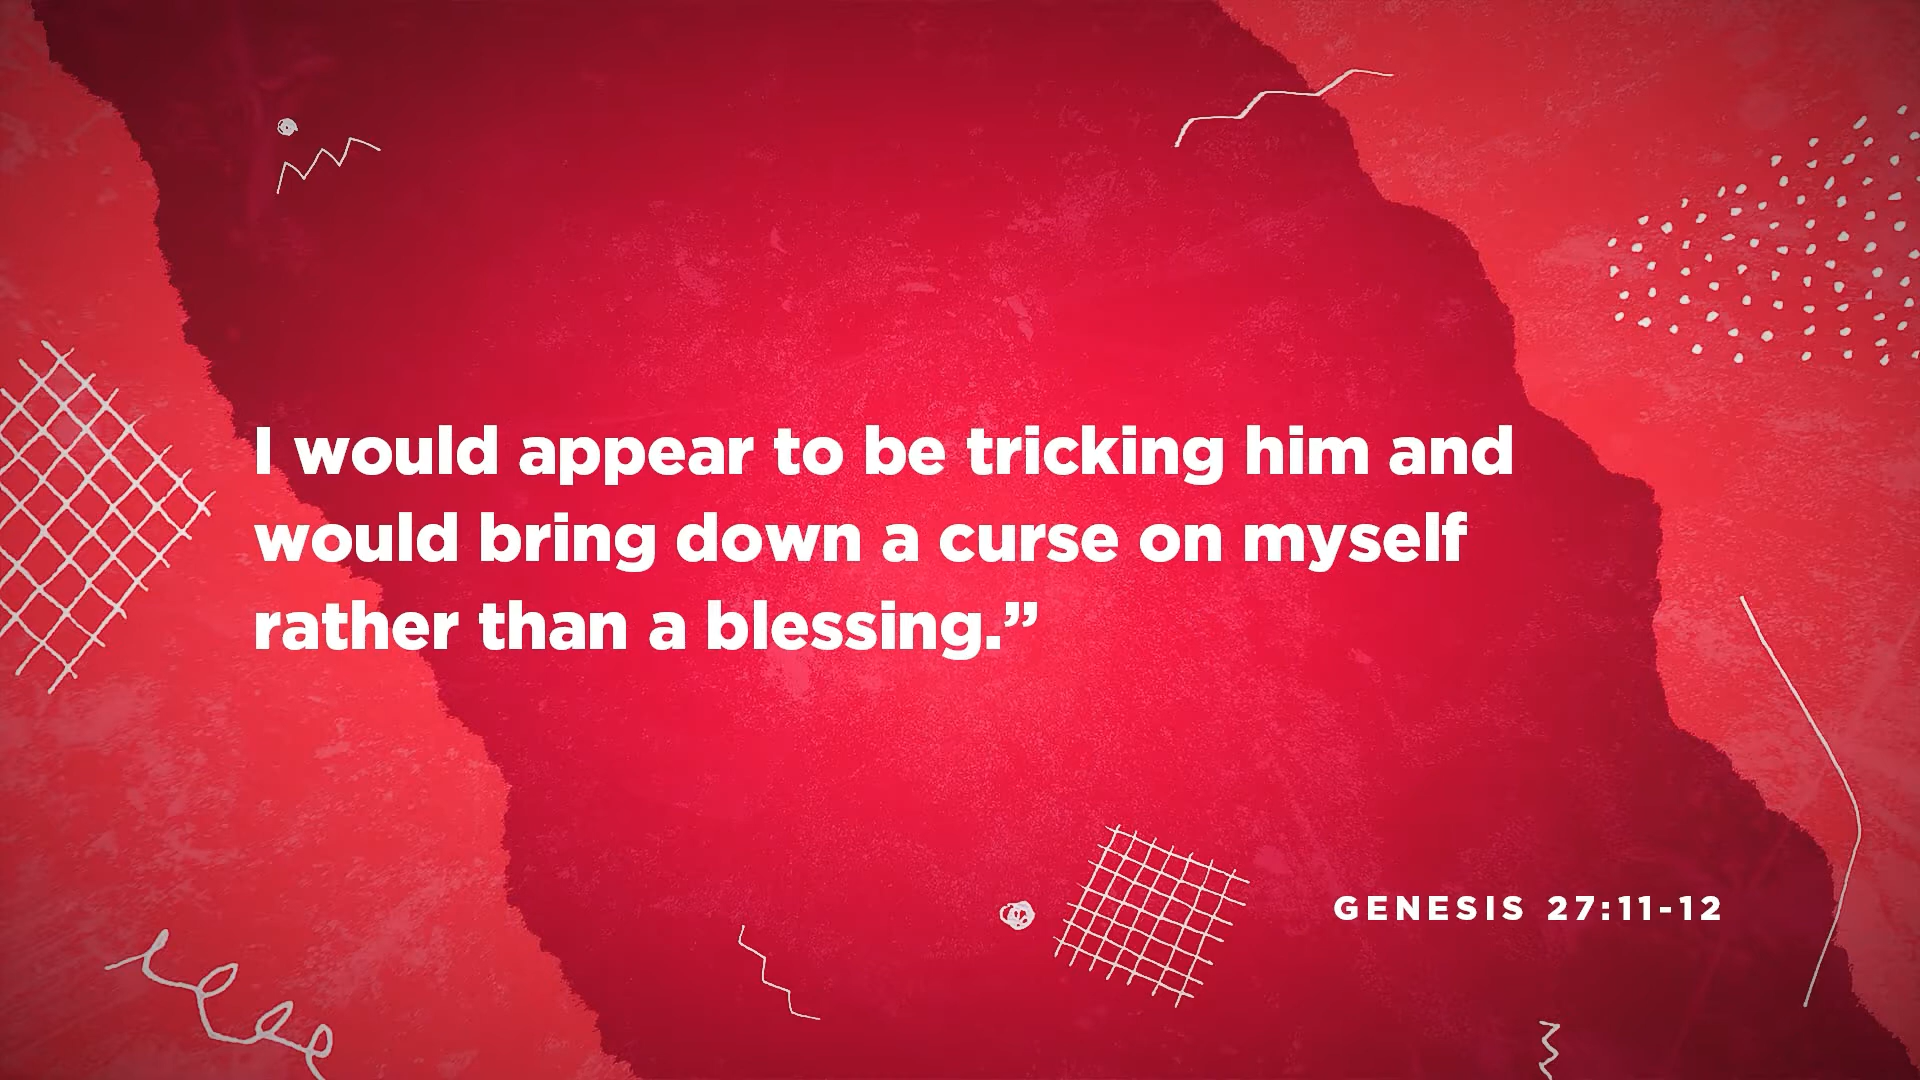 I would appear to be tricking him and
would bring down a curse on myself
rather than a blessing.”
GENESIS 27:11-12